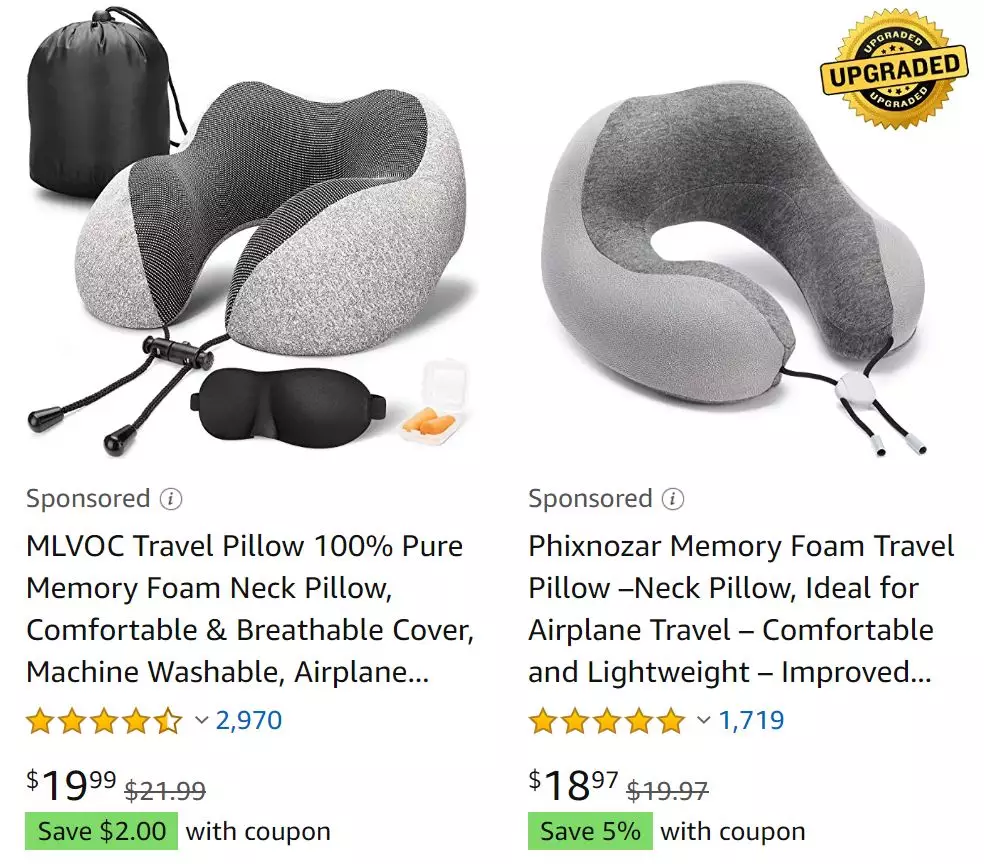 UPGRADED
UPGRADED
UPGRADED
Sponsored
MLVOC Travel Pillow 100% Pure
Memory Foam Neck Pillow,
Comfortable & Breathable Cover,
Machine Washable, Airplane...
2,970
$19.99 $21.99
Save $2.00 with coupon
Sponsored
Phixnozar Memory Foam Travel
Pillow –Neck Pillow, Ideal for
Airplane Travel – Comfortable
and Lightweight – Improved...
1,719
$18.97 $19.97
Save 5% with coupon